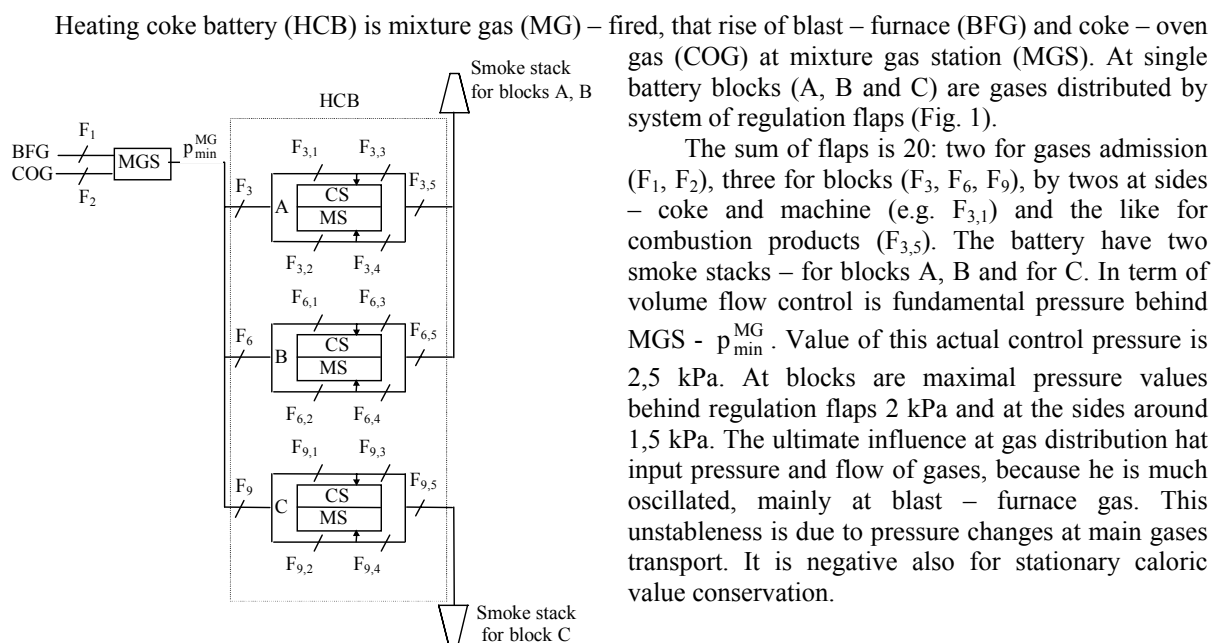 Heating coke battery (HCB) is mixture gas (MG) – fired, that rise of blast – furnace (BFG) and coke – oven
gas (COG) at mixture gas station (MGS). At single
battery blocks (A, B and C) are gases distributed by
system of regulation flaps (Fig. 1).
The sum of flaps is 20: two for gases admission
(F1, F2), three for blocks (F3, F6, F9), by twos at sides
– coke and machine (e.g. F3,1) and the like for
combustion products (F3,5). The battery have two
smoke stacks – for blocks A, B and for C. In term of
volume flow control is fundamental pressure behind
MGS - p_min^MG . Value of this actual control pressure is
2,5 kPa. At blocks are maximal pressure values
behind regulation flaps 2 kPa and at the sides around
1,5 kPa. The ultimate influence at gas distribution hat
input pressure and flow of gases, because he is much
oscillated, mainly at blast – furnace gas. This
unstableness is due to pressure changes at main gases
transport. It is negative also for stationary caloric
value conservation.
Smoke stack
for blocks A, B
HCB
F1
BFG
COG
F2
MGS
p_min^MG
F3
F3,1
F3,3
F3,5
A
CS
MS
F3,2
F3,4
F6
F6,1
F6,3
F6,5
B
CS
MS
F6,2
F6,4
F9
F9,1
F9,3
F9,5
C
CS
MS
F9,2
F9,4
Smoke stack
for block C